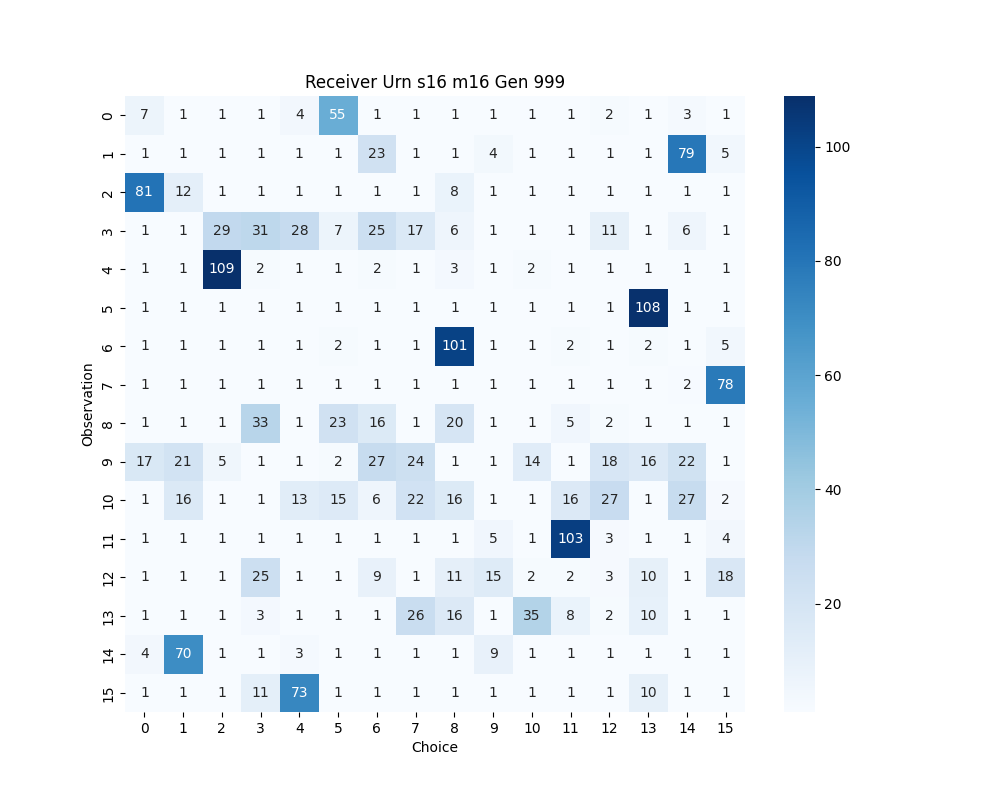 Receiver Urn s16 m16 Gen 999
0 7 1 1 1 4 55 1 1 1 1 1 1 2 1 3 1
1 1 1 1 1 1 1 23 1 1 4 1 1 1 1 79 5
2 81 12 1 1 1 1 1 1 8 1 1 1 1 1 1 1
3 1 1 29 31 28 7 25 17 6 1 1 1 11 1 6 1
4 1 1 109 2 1 1 2 1 3 1 2 1 1 1 1 1
5 1 1 1 1 1 1 1 1 1 1 1 1 1 108 1 1
6 1 1 1 1 1 2 1 1 101 1 1 2 1 2 1 5
7 1 1 1 1 1 1 1 1 1 1 1 1 1 1 2 78
8 1 1 1 33 1 23 16 1 20 1 1 5 2 1 1 1
9 17 21 5 1 1 2 27 24 1 1 14 1 18 16 22 1
10 1 16 1 1 13 15 6 22 16 1 1 16 27 1 27 2
11 1 1 1 1 1 1 1 1 1 5 1 103 3 1 1 4
12 1 1 1 25 1 1 9 1 11 15 2 2 3 10 1 18
13 1 1 1 3 1 1 1 26 16 1 35 8 2 10 1 1
14 4 70 1 1 3 1 1 1 1 9 1 1 1 1 1 1
15 1 1 1 11 73 1 1 1 1 1 1 1 1 10 1 1
0 1 2 3 4 5 6 7 8 9 10 11 12 13 14 15
Choice
Observation
100
80
60
40
20